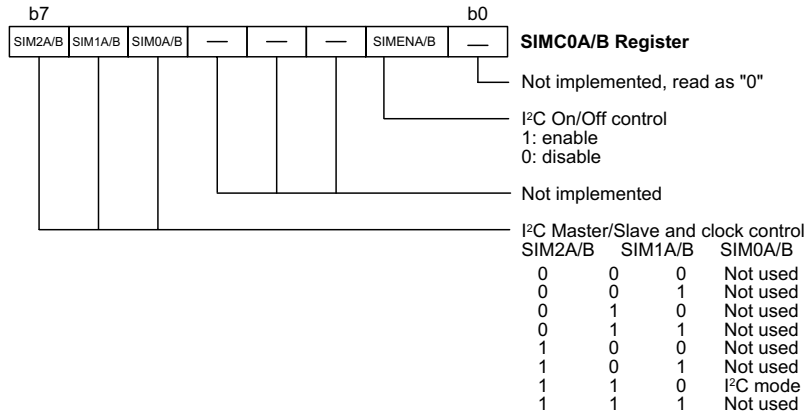 b7 b0
SIM2A/B SIM1A/B SIM0A/B — — — SIMENA/B — SIMC0A/B Register
Not implemented, read as "0"
I²C On/Off control
1: enable
0: disable
Not implemented
I²C Master/Slave and clock control
SIM2A/B SIM1A/B SIM0A/B
0 0 0 Not used
0 0 1 Not used
0 1 0 Not used
0 1 1 Not used
1 0 0 Not used
1 0 1 Not used
1 1 0 I²C mode
1 1 1 Not used